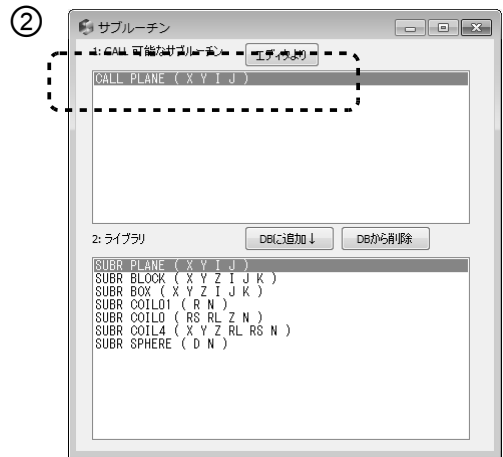 ②
サブルーチン
1: CALL 可能なサブルーチン
エディタより
CALL PLANE ( X Y I J )
2: ライブラリ
DBに追加↓
DBから削除
SUBR PLANE ( X Y I J )
SUBR BLOCK ( X Y Z I J K )
SUBR BOX ( X Y Z I J K )
SUBR COIL01 ( R N )
SUBR COIL0 ( RS RL Z N )
SUBR COIL4 ( X Y Z RL RS N )
SUBR SPHERE ( D N )